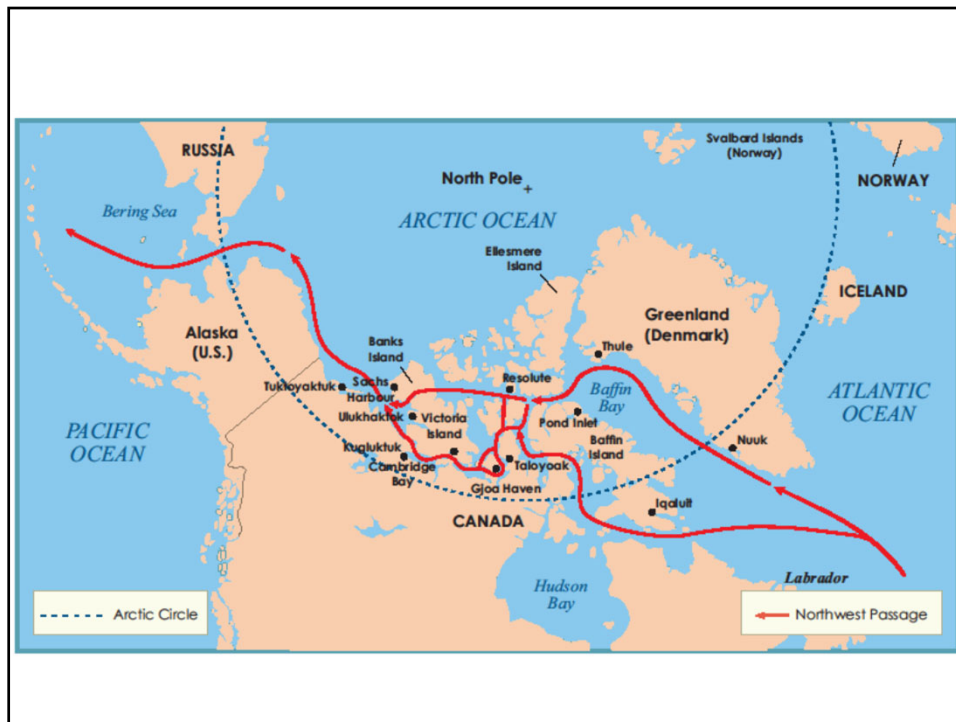 RUSSIA
Svalbard Islands
(Norway)
NORWAY
North Pole
Bering Sea
ARCTIC OCEAN
Ellesmere
Island
ICELAND
Greenland
(Denmark)
Alaska
(U.S.)
Banks
Island
Thule
Tuktoyaktuk
Sachs
Harbour
Resolute
Baffin
Bay
ATLANTIC
OCEAN
Ulukhaktok
Victoria
Island
Pond Inlet
PACIFIC
OCEAN
Kugluktuk
Baffin
Island
Nuuk
Cambridge
Bay
Taloyoak
Gjoa Haven
Iqaluit
CANADA
Hudson
Bay
Labrador
Arctic Circle
Northwest Passage